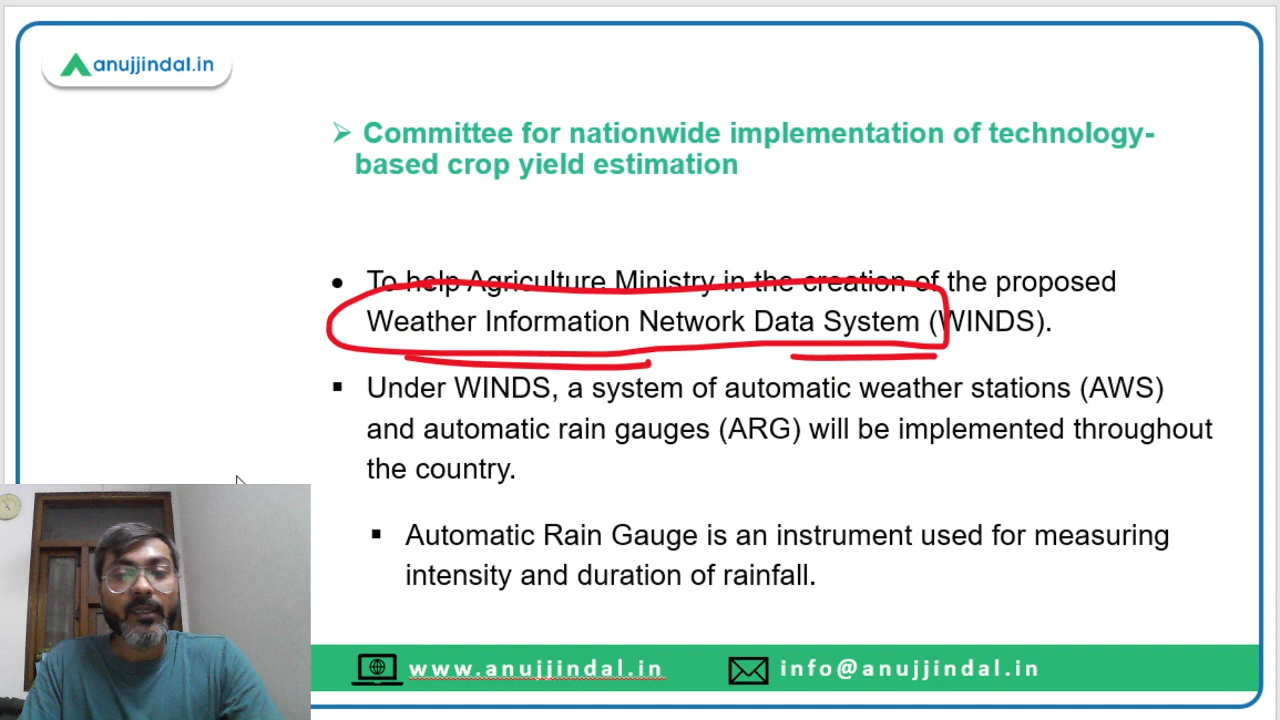 anujjindal.in
➢ Committee for nationwide implementation of technology-
based crop yield estimation
• To help Agriculture Ministry in the creation of the proposed
Weather Information Network Data System (WINDS).
▪ Under WINDS, a system of automatic weather stations (AWS)
and automatic rain gauges (ARG) will be implemented throughout
the country.
▪ Automatic Rain Gauge is an instrument used for measuring
intensity and duration of rainfall.
www.anujjindal.in
info@anujjindal.in